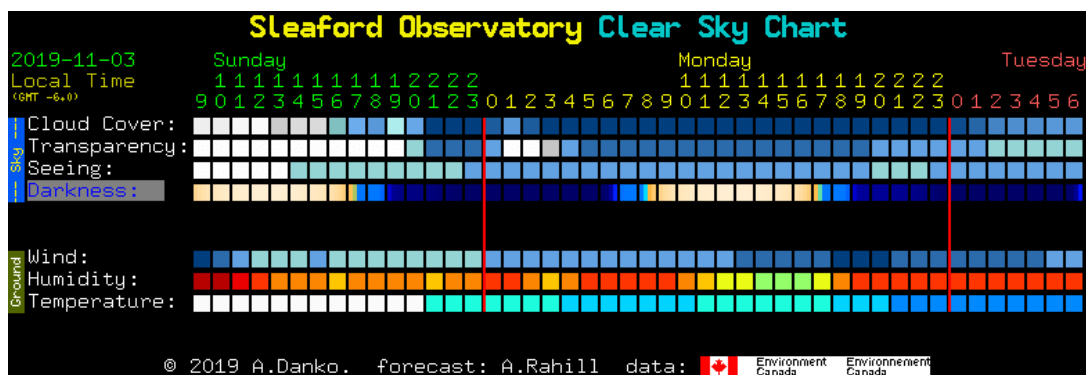 Sleaford Observatory Clear Sky Chart
2019-11-03 Sunday Monday Tuesday
Local Time 1 1 1 1 1 1 1 1 1 1 2 2 2 2 1 1 1 1 1 1 1 1 1 1 2 2 2 2
(GMT -6.0) 9 0 1 2 3 4 5 6 7 8 9 0 1 2 3 0 1 2 3 4 5 6 7 8 9 0 1 2 3 4 5 6 7 8 9 0 1 2 3 0 1 2 3 4 5 6
Sky
Cloud Cover:
Transparency:
Seeing:
Darkness:
Ground
Wind:
Humidity:
Temperature:
© 2019 A.Danko. forecast: A.Rahill data: Environment Canada Environnement Canada